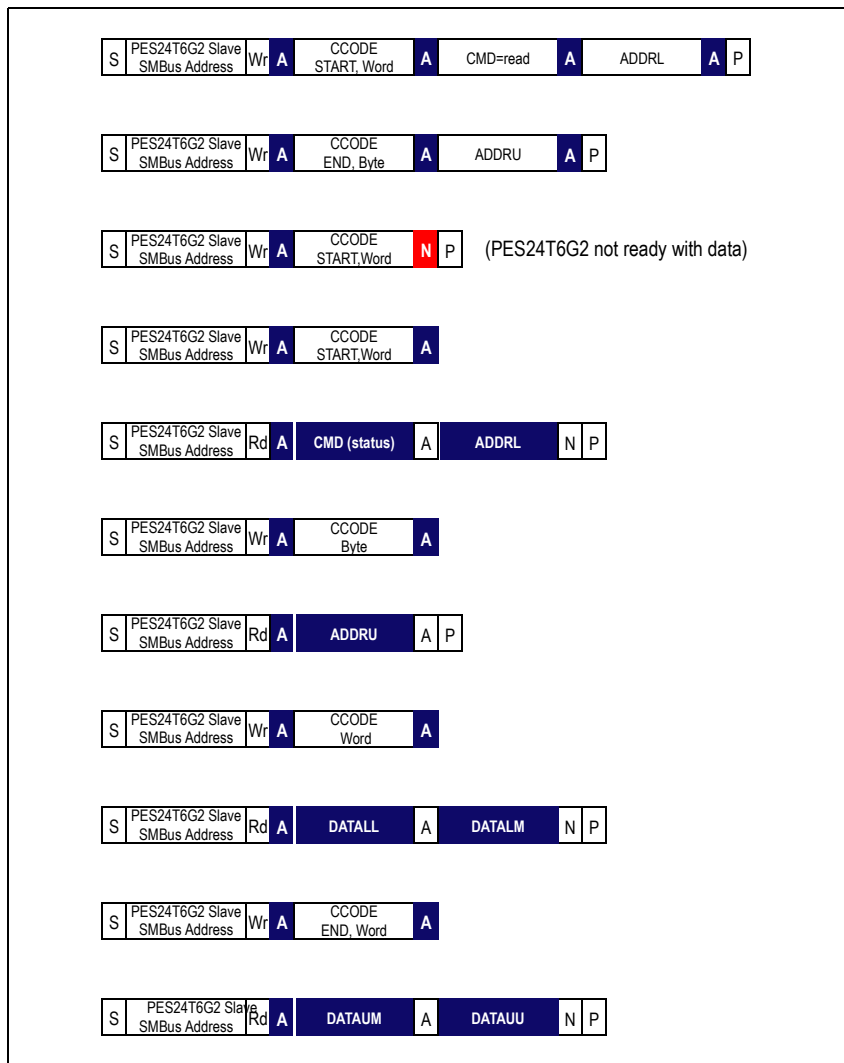 S PES24T6G2 Slave SMBus Address Wr A CCODE START, Word A CMD=read A ADDRL A P
S PES24T6G2 Slave SMBus Address Wr A CCODE END, Byte A ADDRU A P
S PES24T6G2 Slave SMBus Address Wr A CCODE START,Word N P (PES24T6G2 not ready with data)
S PES24T6G2 Slave SMBus Address Wr A CCODE START,Word A
S PES24T6G2 Slave SMBus Address Rd A CMD (status) A ADDRL N P
S PES24T6G2 Slave SMBus Address Wr A CCODE Byte A
S PES24T6G2 Slave SMBus Address Rd A ADDRU A P
S PES24T6G2 Slave SMBus Address Wr A CCODE Word A
S PES24T6G2 Slave SMBus Address Rd A DATALL A DATALM N P
S PES24T6G2 Slave SMBus Address Wr A CCODE END, Word A
S PES24T6G2 Slave SMBus Address Rd A DATAUM A DATAUU N P